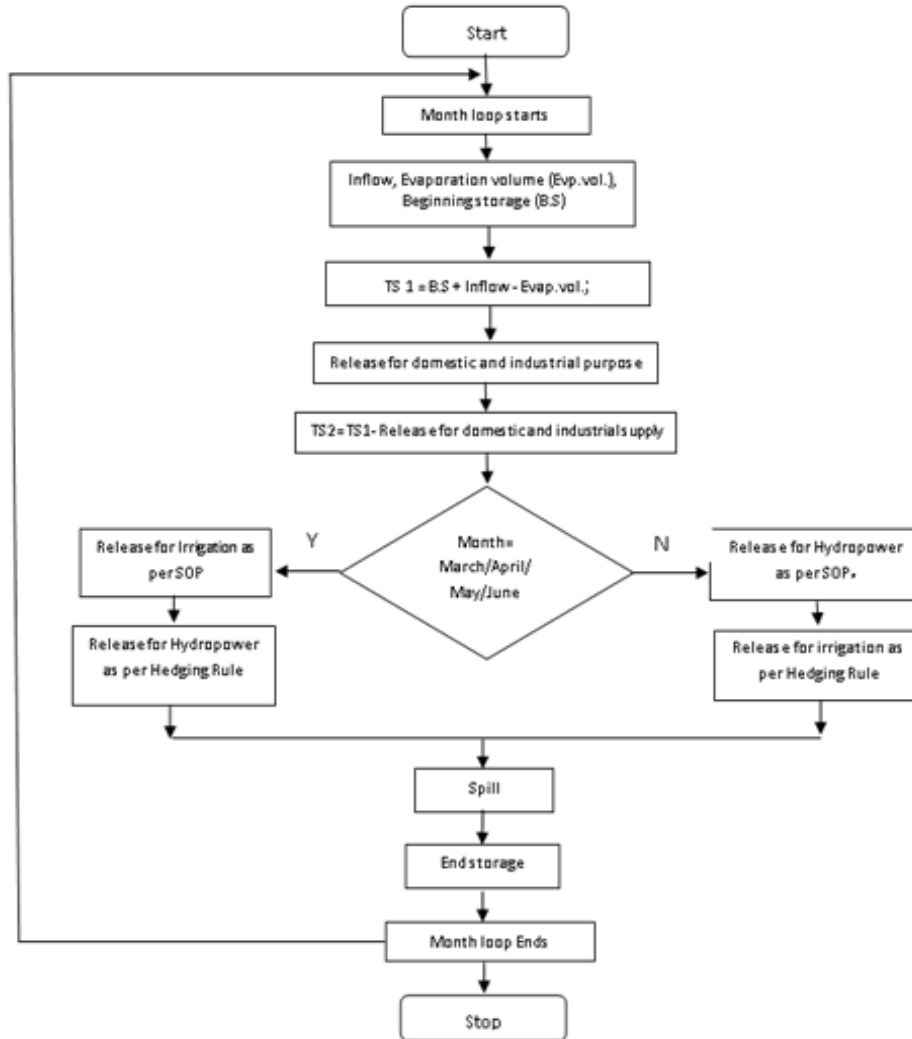 Start
Month loop starts
Inflow, Evaporation volume (Evp.vol.),
Beginning storage (B.S)
TS 1 = B.S + Inflow - Evap.vol.;
Release for domestic and industrial purpose
TS2= TS1- Release for domestic and industrial supply
Month=
March/April/
May/June
Y
N
Release for Irrigation as
per SOP
Release for Hydropower
as per Hedging Rule
Release for Hydropower
as per SOP.
Release for irrigation as
per Hedging Rule
Spill
End storage
Month loop Ends
Stop